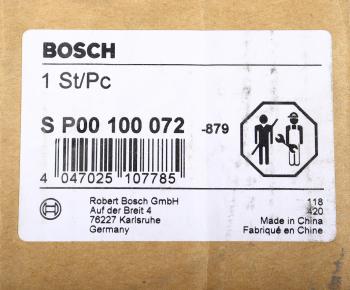 BOSCH
1 St/Pc
S P00 100 072 -879
4 047025 107785
Robert Bosch GmbH
Auf der Breit 4
76227 Karlsruhe
Germany
118
420
Made in China
Fabriqué en Chine